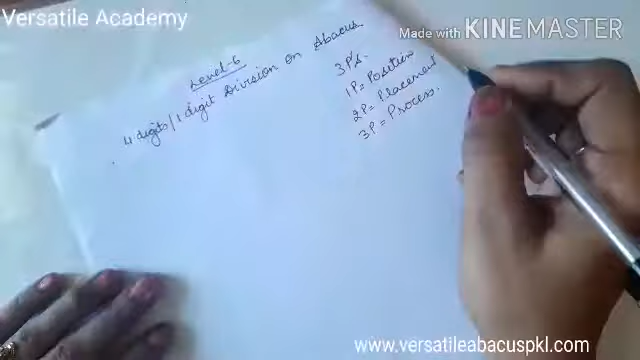 Versatile Academy
Made with KINEMASTER
Level-6
4 digits/1 digit Division on Abacus
3P's.
1P = Position
2P = Placement
3P = Process.
www.versatileabacuspkl.com